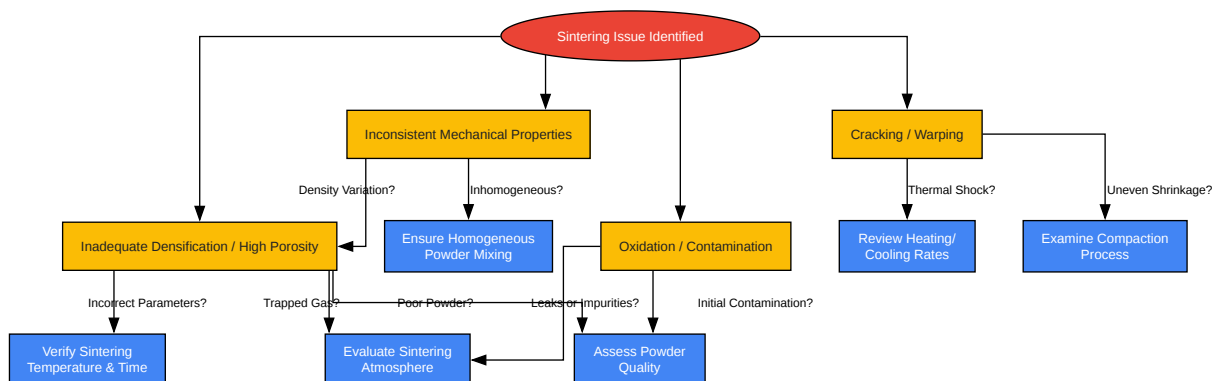 Sintering Issue Identified
Inconsistent Mechanical Properties
Cracking / Warping
Density Variation?
Inhomogeneous?
Thermal Shock?
Uneven Shrinkage?
Inadequate Densification / High Porosity
Ensure Homogeneous
Powder Mixing
Oxidation / Contamination
Review Heating/
Cooling Rates
Examine Compaction
Process
Incorrect Parameters?
Trapped Gas?
Poor Powder?
Leaks or Impurities?
Initial Contamination?
Verify Sintering
Temperature & Time
Evaluate Sintering
Atmosphere
Assess Powder
Quality